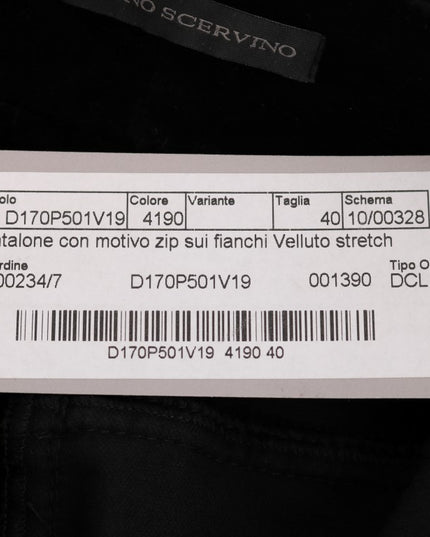 NO SCERVINO
olo Colore Variante Taglia Schema
D170P501V19 4190 40 10/00328
talone con motivo zip sui fianchi Velluto stretch
rdine Tipo O
00234/7 D170P501V19 001390 DCL
D170P501V19 4190 40